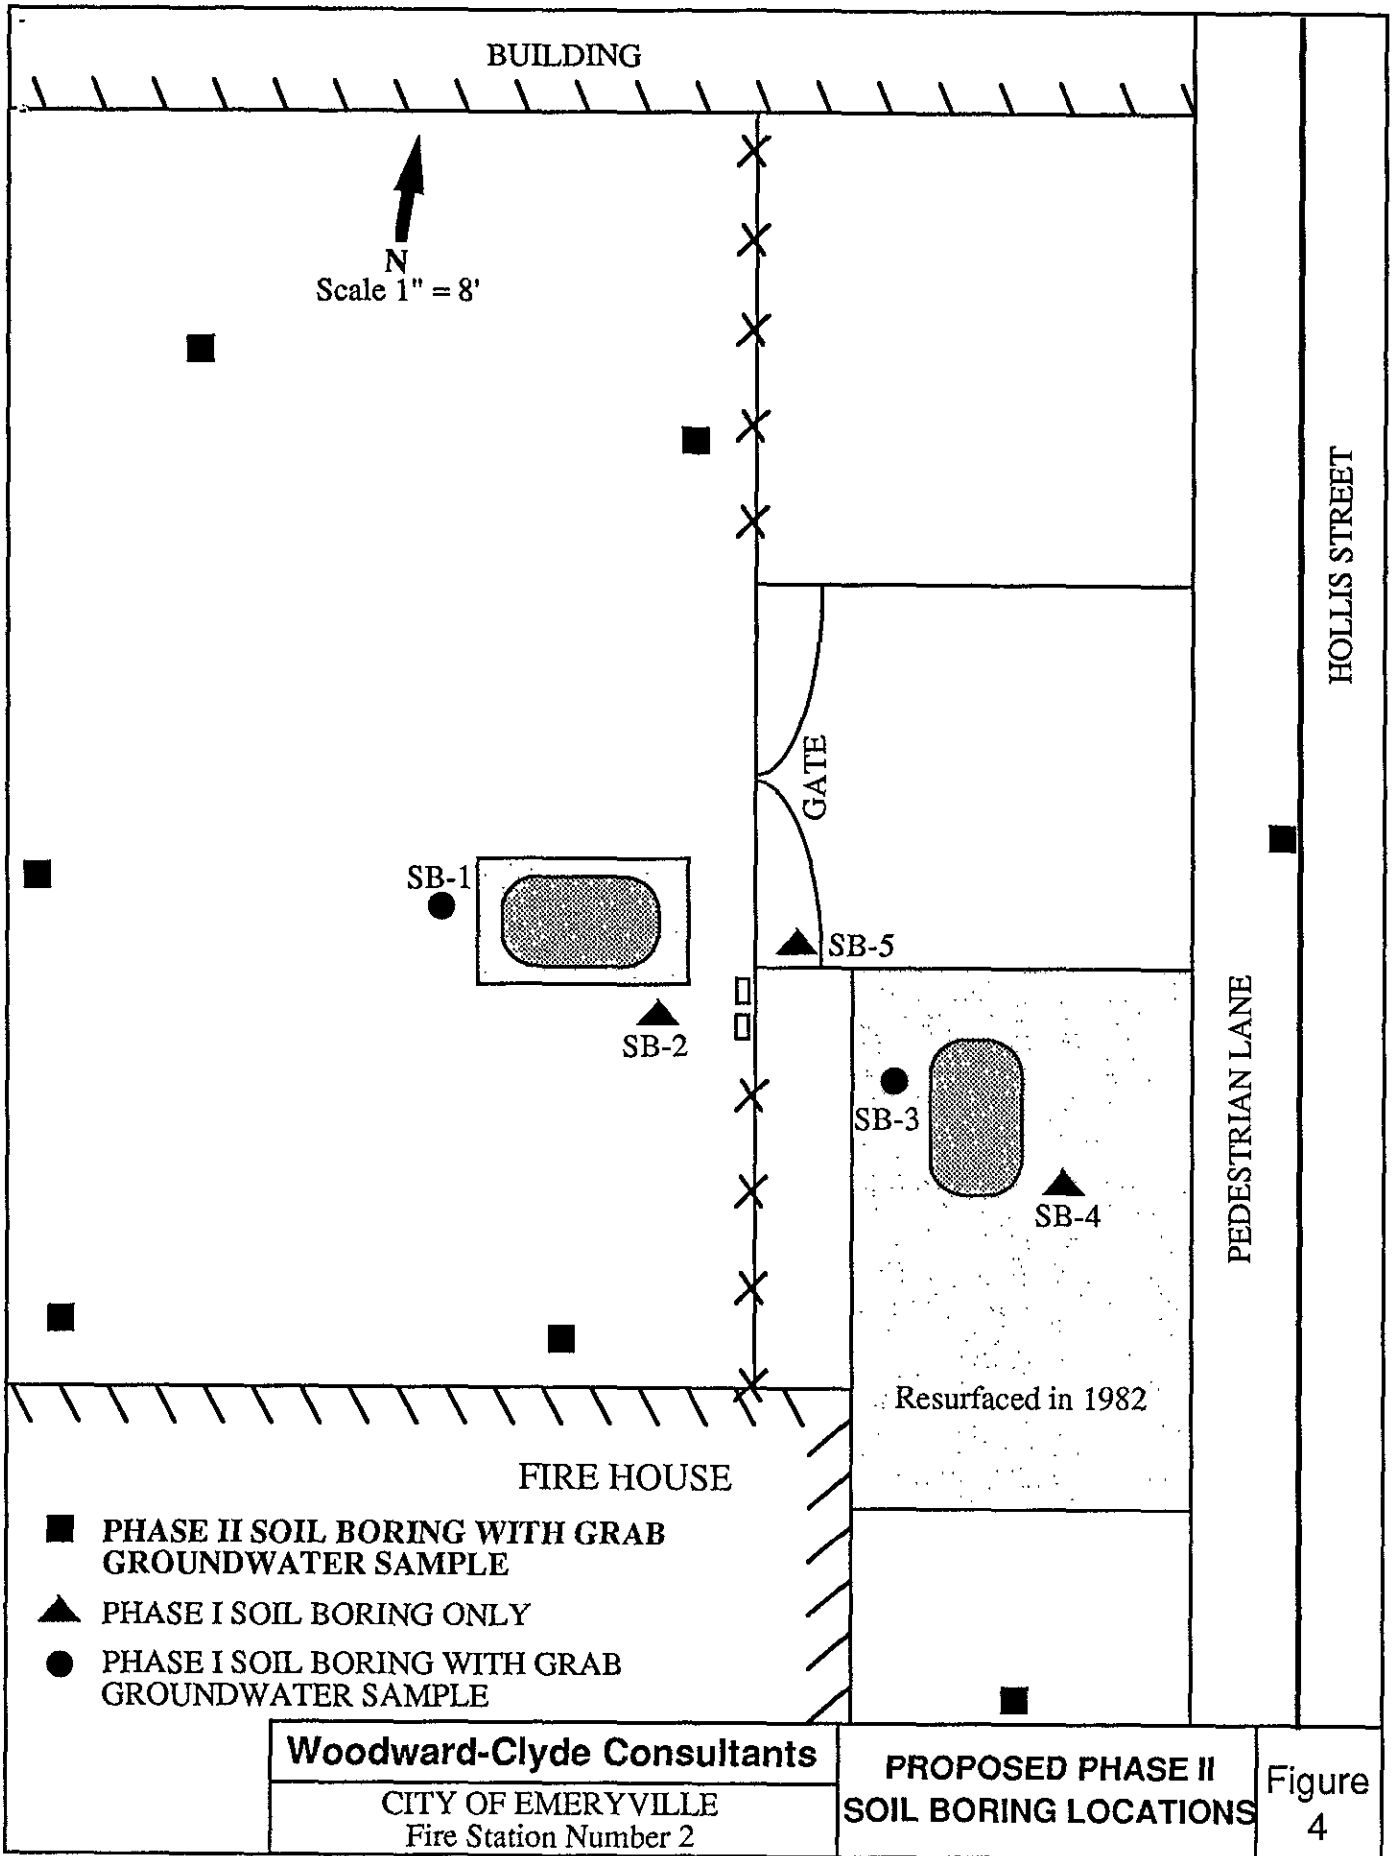 BUILDING
N
Scale 1" = 8'
HOLLIS STREET
GATE
SB-1
SB-5
SB-2
PEDESTRIAN LANE
SB-3
SB-4
Resurfaced in 1982
FIRE HOUSE
PHASE II SOIL BORING WITH GRAB
GROUNDWATER SAMPLE
PHASE I SOIL BORING ONLY
PHASE I SOIL BORING WITH GRAB
GROUNDWATER SAMPLE
Woodward-Clyde Consultants
CITY OF EMERYVILLE
Fire Station Number 2
PROPOSED PHASE II
SOIL BORING LOCATIONS
Figure
4